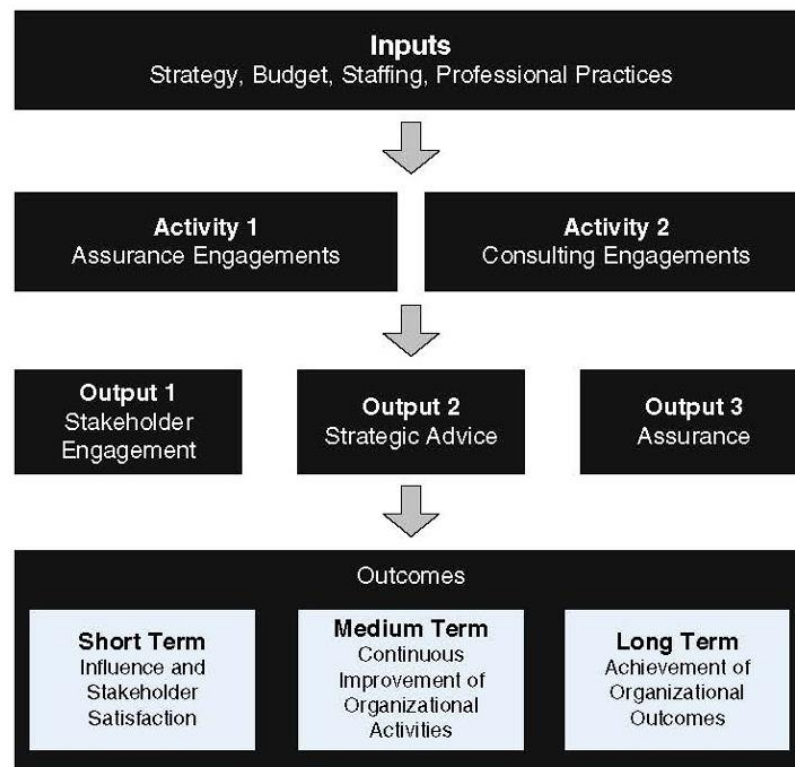 Inputs
Strategy, Budget, Staffing, Professional Practices
Activity 1
Assurance Engagements
Activity 2
Consulting Engagements
Output 1
Stakeholder
Engagement
Output 2
Strategic Advice
Output 3
Assurance
Outcomes
Short Term
Influence and
Stakeholder
Satisfaction
Medium Term
Continuous
Improvement of
Organizational
Activities
Long Term
Achievement of
Organizational
Outcomes